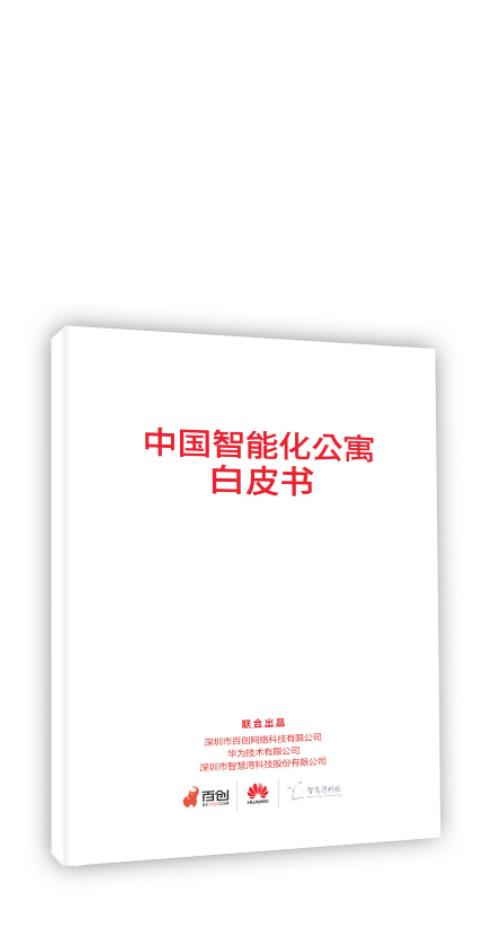 中国智能化公寓
白皮书
联合出品
深圳市百创网络科技有限公司
华为技术有限公司
深圳市智慧湾科技股份有限公司
百创
HUAWEI
智慧湾科技